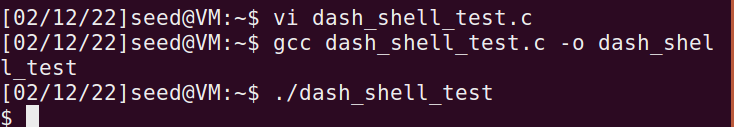 [02/12/22]seed@VM:~$ vi dash_shell_test.c
[02/12/22]seed@VM:~$ gcc dash_shell_test.c -o dash_shel
l_test
[02/12/22]seed@VM:~$ ./dash_shell_test
$